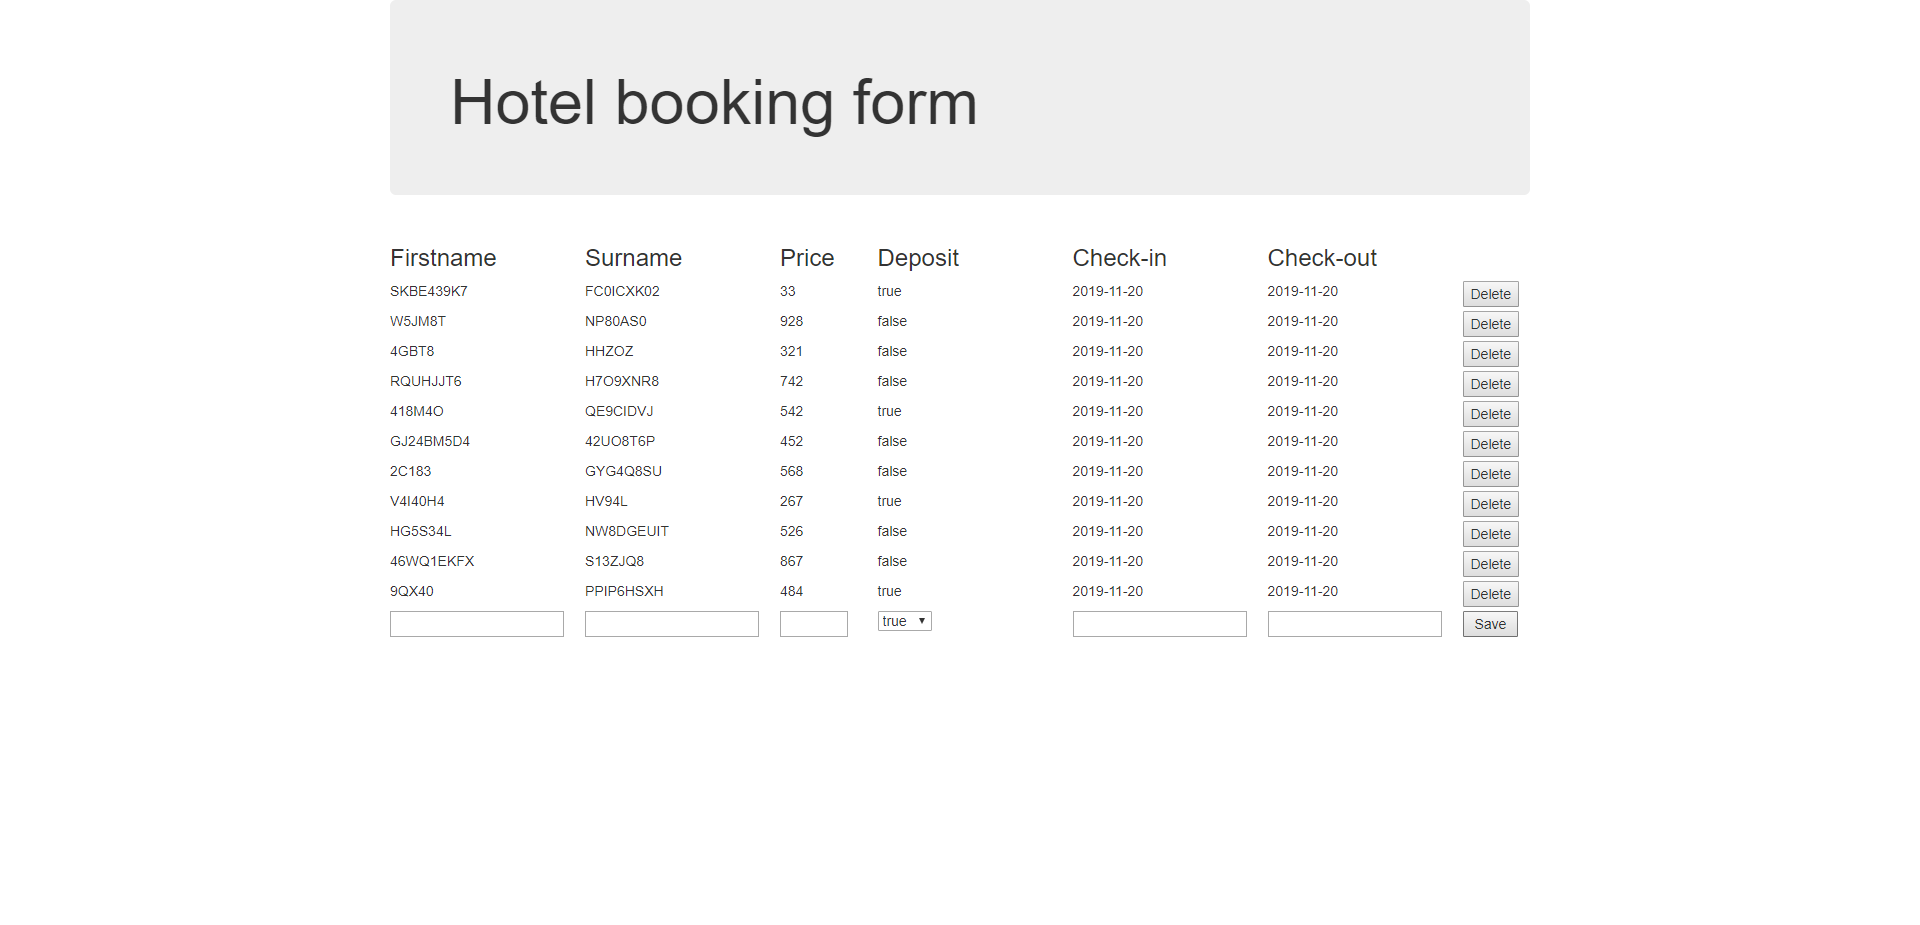 Hotel booking form
Firstname Surname Price Deposit Check-in Check-out
SKBE439K7 FC0ICXK02 33 true 2019-11-20 2019-11-20 Delete
W5JM8T NP80AS0 928 false 2019-11-20 2019-11-20 Delete
4GBT8 HHZOZ 321 false 2019-11-20 2019-11-20 Delete
RQUHJJT6 H7O9XNR8 742 false 2019-11-20 2019-11-20 Delete
418M4O QE9CIDVJ 542 true 2019-11-20 2019-11-20 Delete
GJ24BM5D4 42UO8T6P 452 false 2019-11-20 2019-11-20 Delete
2C183 GYG4Q8SU 568 false 2019-11-20 2019-11-20 Delete
V4I40H4 HV94L 267 true 2019-11-20 2019-11-20 Delete
HG5S34L NW8DGEUIT 526 false 2019-11-20 2019-11-20 Delete
46WQ1EKFX S13ZJQ8 867 false 2019-11-20 2019-11-20 Delete
9QX40 PPIP6HSXH 484 true 2019-11-20 2019-11-20 Delete
true Save